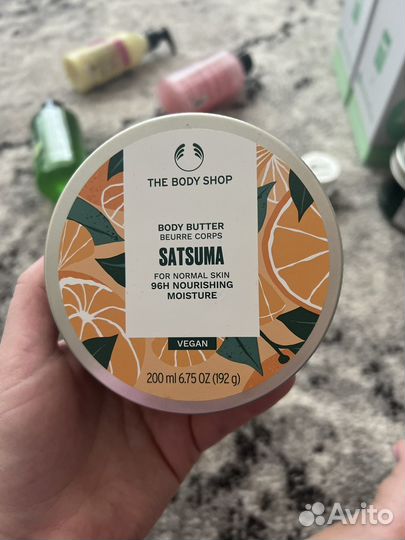 THE BODY SHOP
BODY BUTTER
BEURRE CORPS
SATSUMA
FOR NORMAL SKIN
96H NOURISHING
MOISTURE
VEGAN
200 ml 6.75 OZ (192 g)
Avito